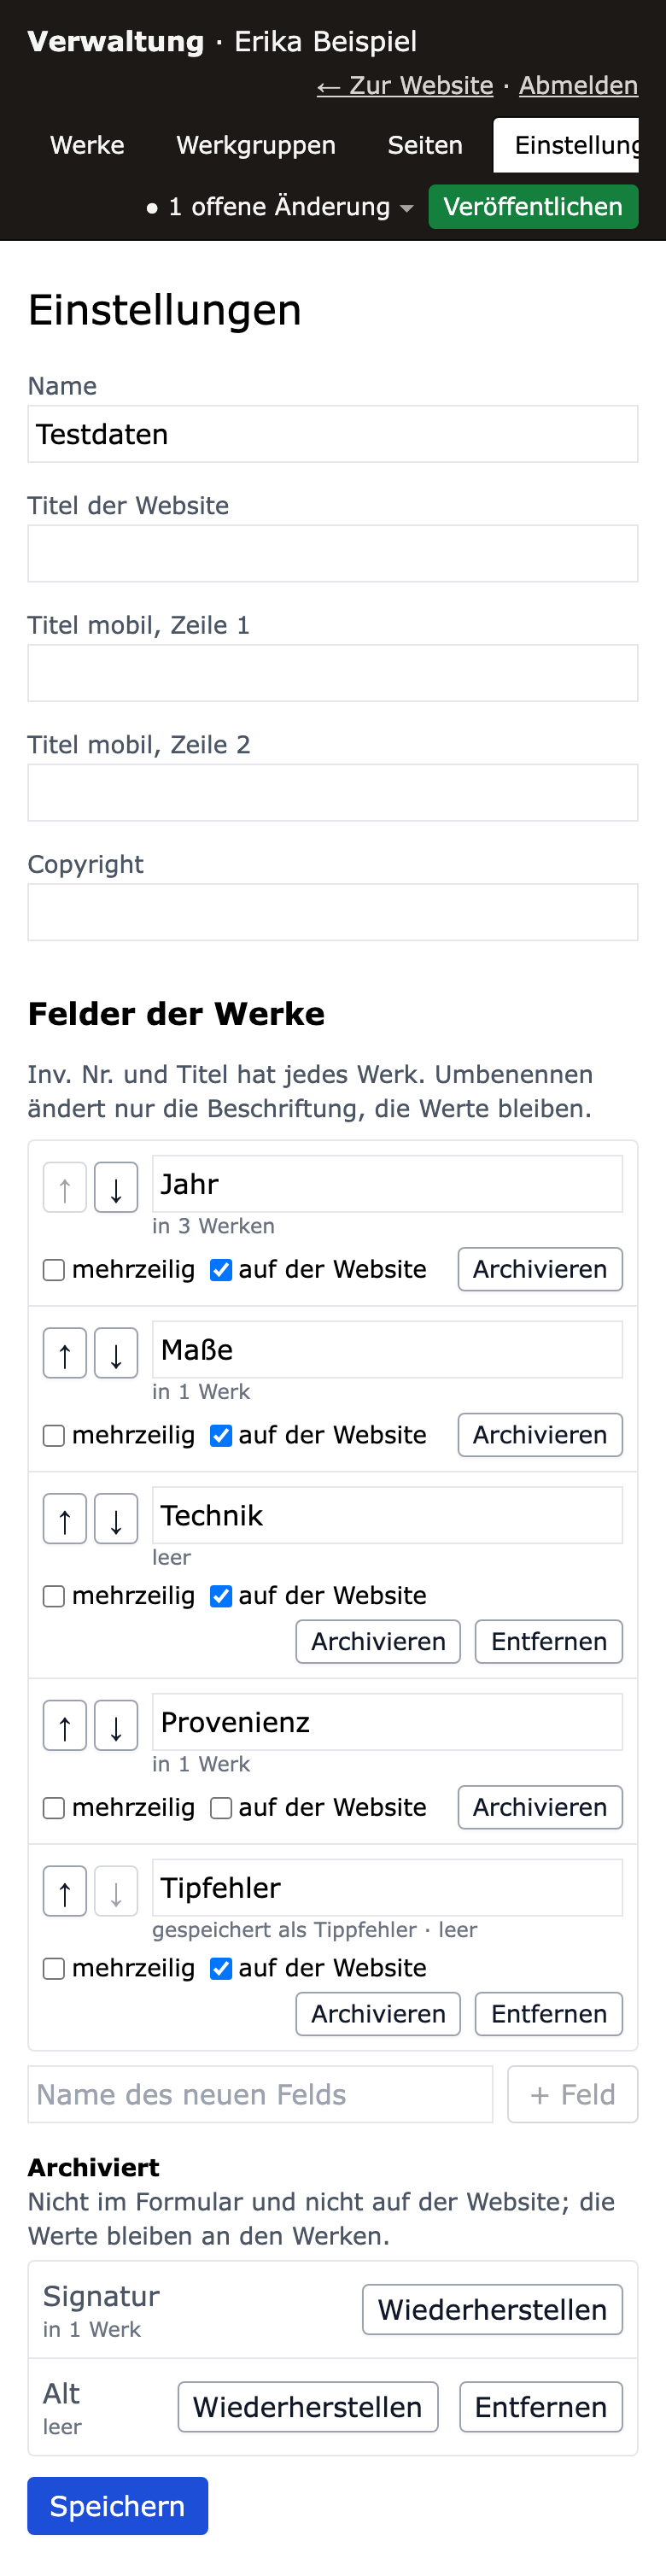 Verwaltung · Erika Beispiel
← Zur Website · Abmelden
Werke Werkgruppen Seiten Einstellung
● 1 offene Änderung ▾ Veröffentlichen
Einstellungen
Name
Testdaten
Titel der Website
Titel mobil, Zeile 1
Titel mobil, Zeile 2
Copyright
Felder der Werke
Inv. Nr. und Titel hat jedes Werk. Umbenennen
ändert nur die Beschriftung, die Werte bleiben.
↑ ↓ Jahr
in 3 Werken
mehrzeilig auf der Website Archivieren
↑ ↓ Maße
in 1 Werk
mehrzeilig auf der Website Archivieren
↑ ↓ Technik
leer
mehrzeilig auf der Website
Archivieren Entfernen
↑ ↓ Provenienz
in 1 Werk
mehrzeilig auf der Website Archivieren
↑ ↓ Tipfehler
gespeichert als Tippfehler · leer
mehrzeilig auf der Website
Archivieren Entfernen
Name des neuen Felds + Feld
Archiviert
Nicht im Formular und nicht auf der Website; die
Werte bleiben an den Werken.
Signatur Wiederherstellen
in 1 Werk
Alt Wiederherstellen Entfernen
leer
Speichern